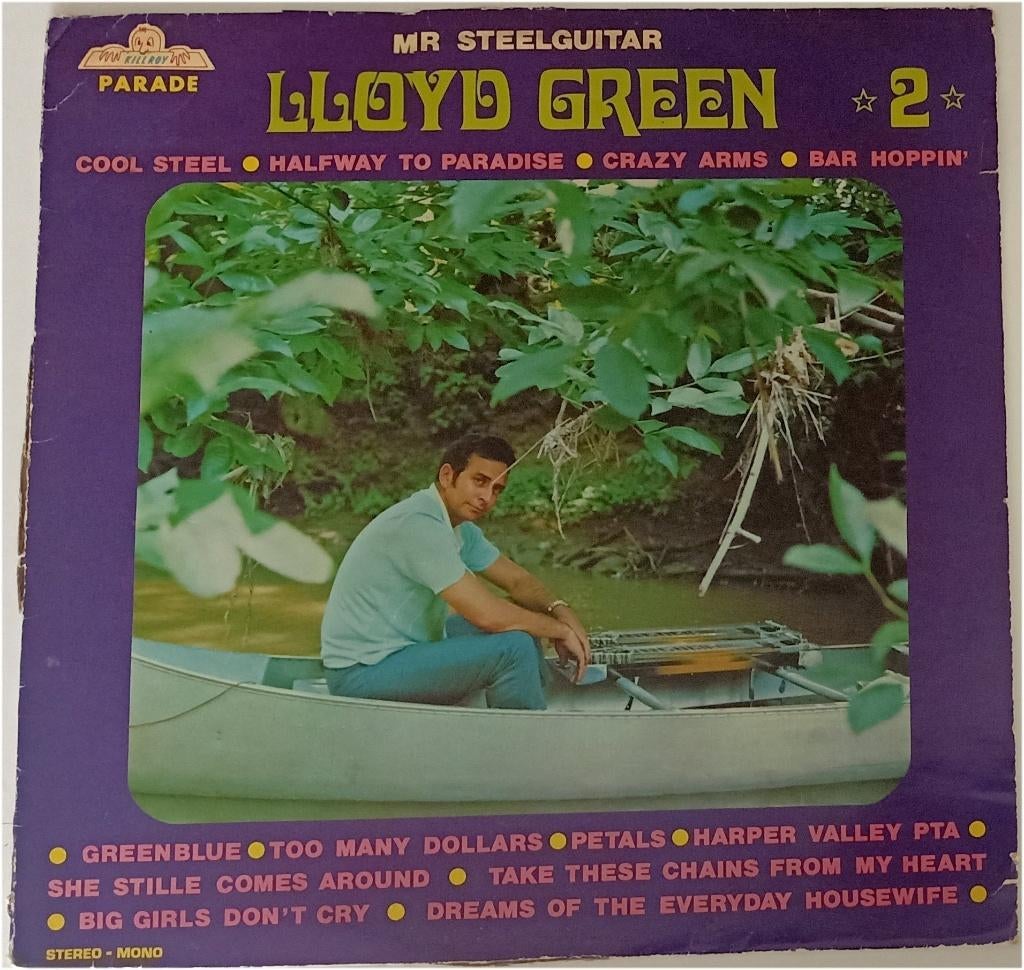 KILLROY
PARADE
MR STEELGUITAR
LLOYD GREEN ☆ 2 ☆
COOL STEEL ● HALFWAY TO PARADISE ● CRAZY ARMS ● BAR HOPPIN'
● GREENBLUE ● TOO MANY DOLLARS ● PETALS ● HARPER VALLEY PTA ●
SHE STILLE COMES AROUND ● TAKE THESE CHAINS FROM MY HEART
● BIG GIRLS DON'T CRY ● DREAMS OF THE EVERYDAY HOUSEWIFE ●
STEREO - MONO